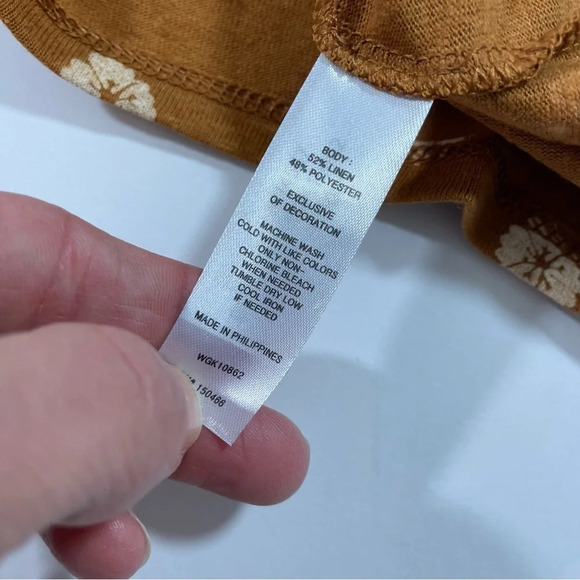 BODY :
52% LINEN
48% POLYESTER
EXCLUSIVE
OF DECORATION
MACHINE WASH
COLD WITH LIKE COLORS
ONLY NON-
CHLORINE BLEACH
WHEN NEEDED
TUMBLE DRY LOW
COOL IRON
IF NEEDED
MADE IN PHILIPPINES
WGK10862
150486